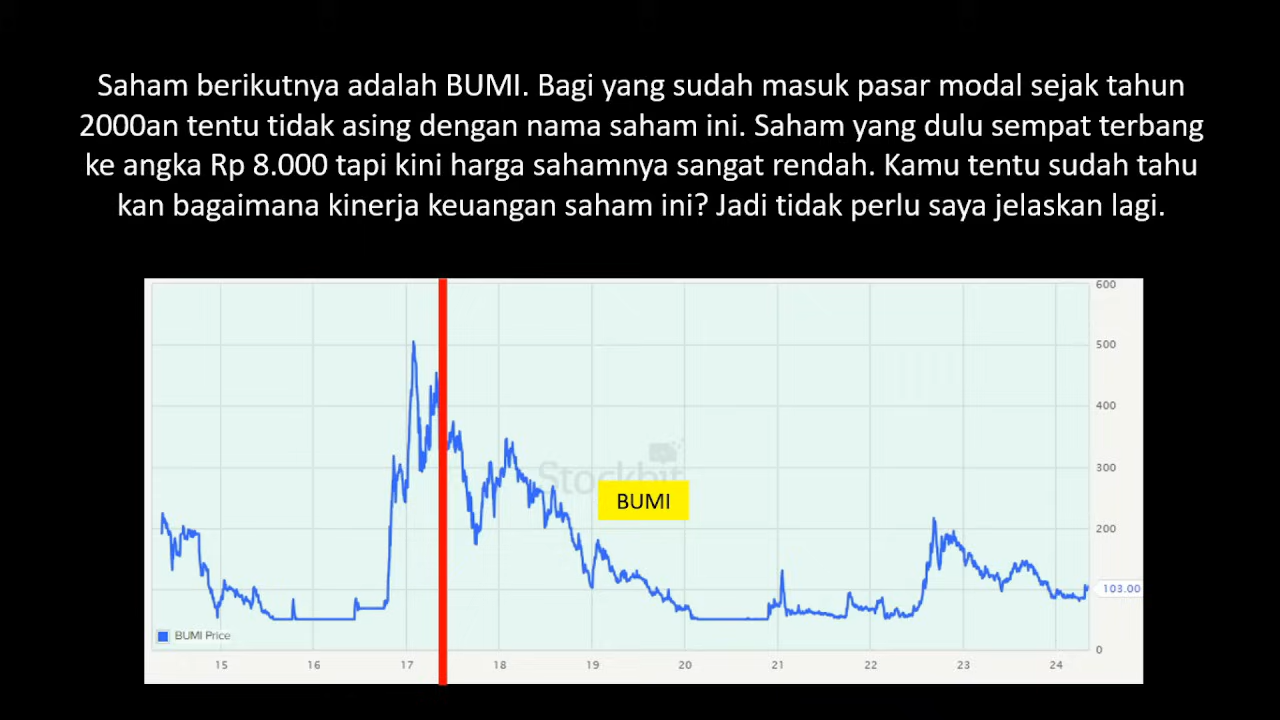 Saham berikutnya adalah BUMI. Bagi yang sudah masuk pasar modal sejak tahun
2000an tentu tidak asing dengan nama saham ini. Saham yang dulu sempat terbang
ke angka Rp 8.000 tapi kini harga sahamnya sangat rendah. Kamu tentu sudah tahu
kan bagaimana kinerja keuangan saham ini? Jadi tidak perlu saya jelaskan lagi.
600
500
400
300
Stockbit
BUMI
200
103.00
BUMI Price
0
15 16 17 18 19 20 21 22 23 24